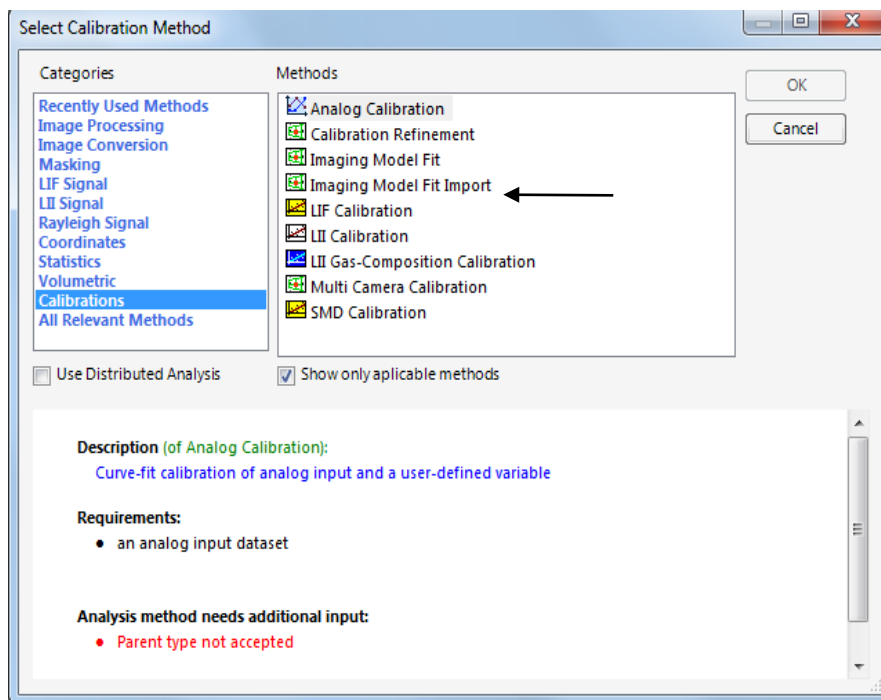 Select Calibration Method
Categories
Recently Used Methods
Image Processing
Image Conversion
Masking
LIF Signal
LII Signal
Rayleigh Signal
Coordinates
Statistics
Volumetric
Calibrations
All Relevant Methods
Use Distributed Analysis
Methods
Analog Calibration
Calibration Refinement
Imaging Model Fit
Imaging Model Fit Import
LIF Calibration
LII Calibration
LII Gas-Composition Calibration
Multi Camera Calibration
SMD Calibration
Show only aplicable methods
OK
Cancel
Description (of Analog Calibration):
Curve-fit calibration of analog input and a user-defined variable
Requirements:
• an analog input dataset
Analysis method needs additional input:
• Parent type not accepted